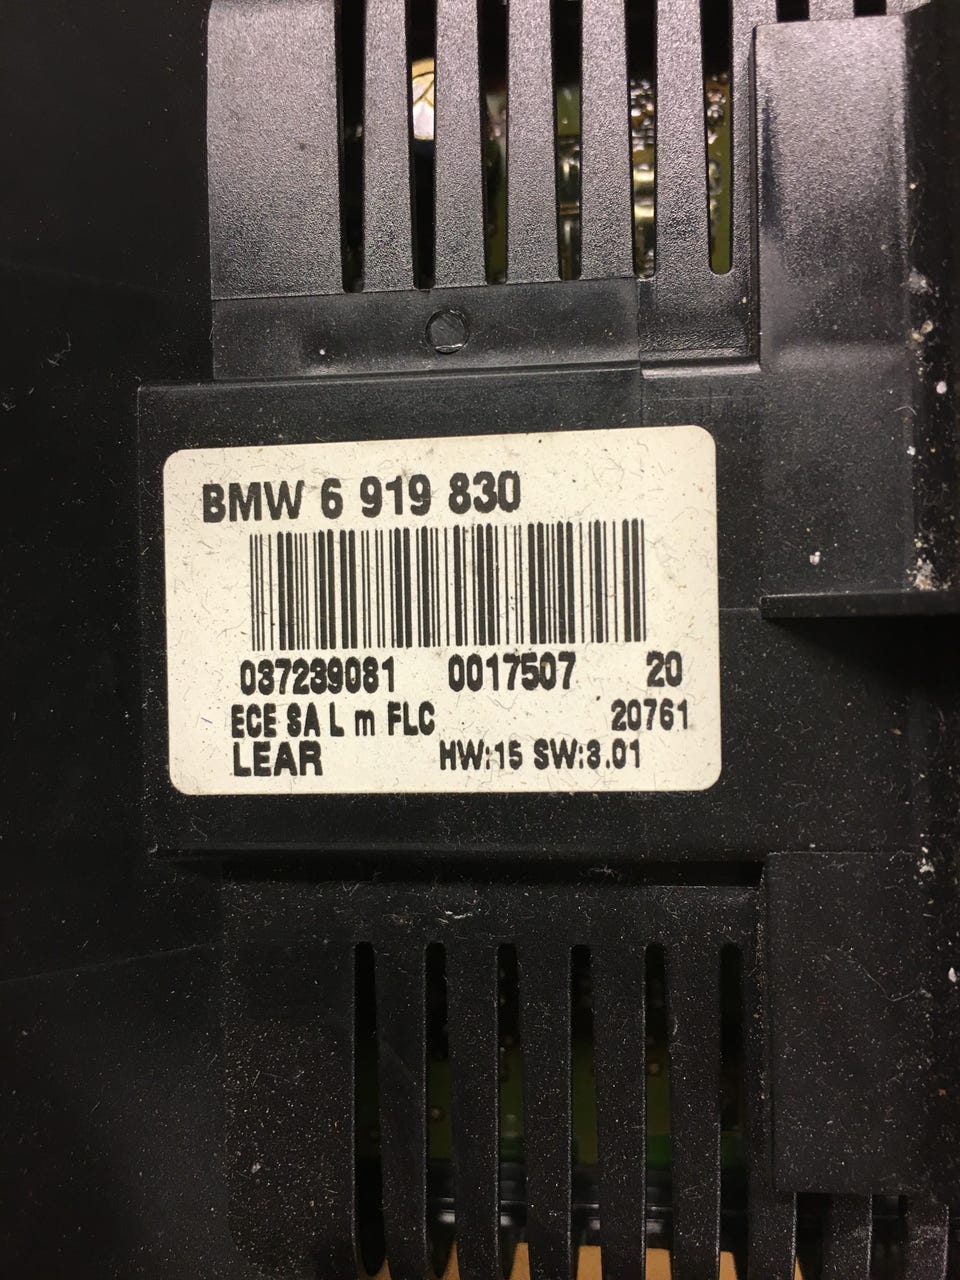 BMW 6 919 830
037239081 0017507 20
ECE SA L m FLC 20761
LEAR HW:15 SW:3.01